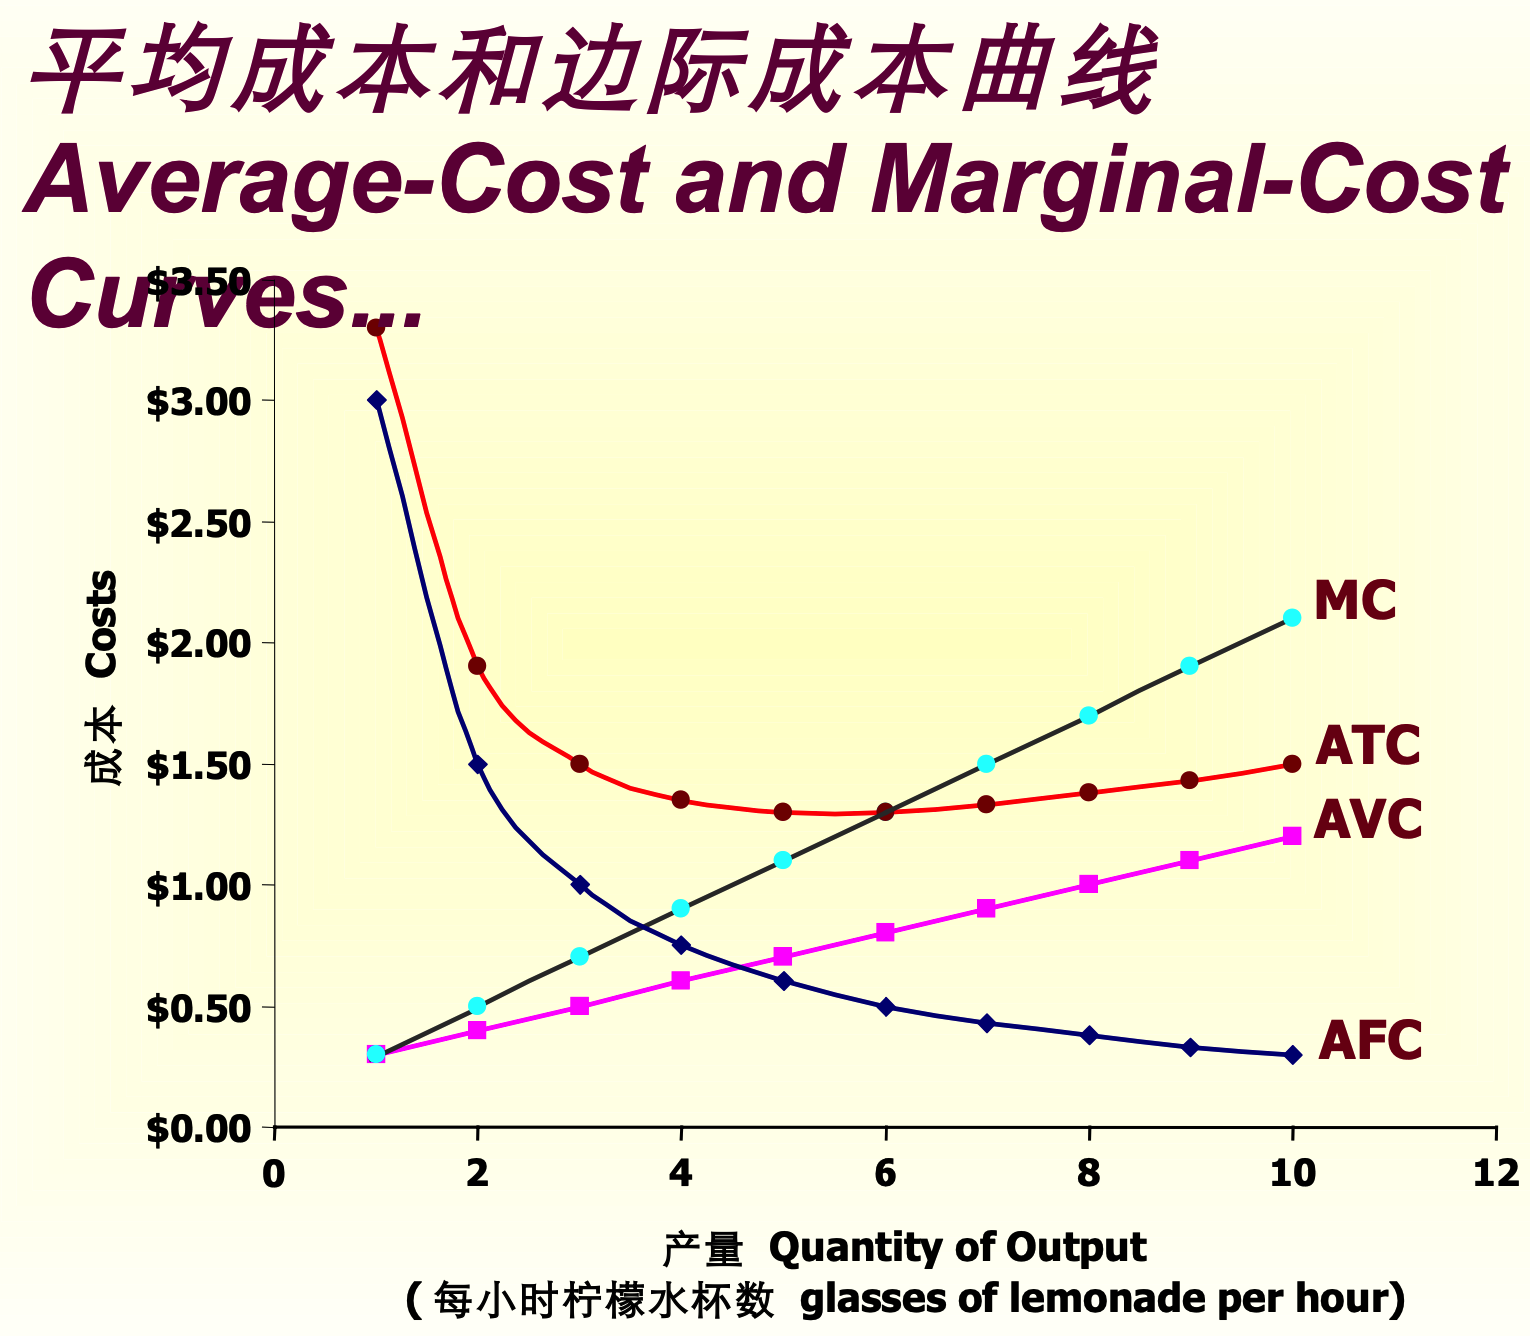 平均成本和边际成本曲线
Average-Cost and Marginal-Cost
Curves...
$3.50
$3.00
$2.50
$2.00
$1.50
$1.00
$0.50
$0.00
成本 Costs
MC
ATC
AVC
AFC
0 2 4 6 8 10 12
产量 Quantity of Output
(每小时柠檬水杯数 glasses of lemonade per hour)